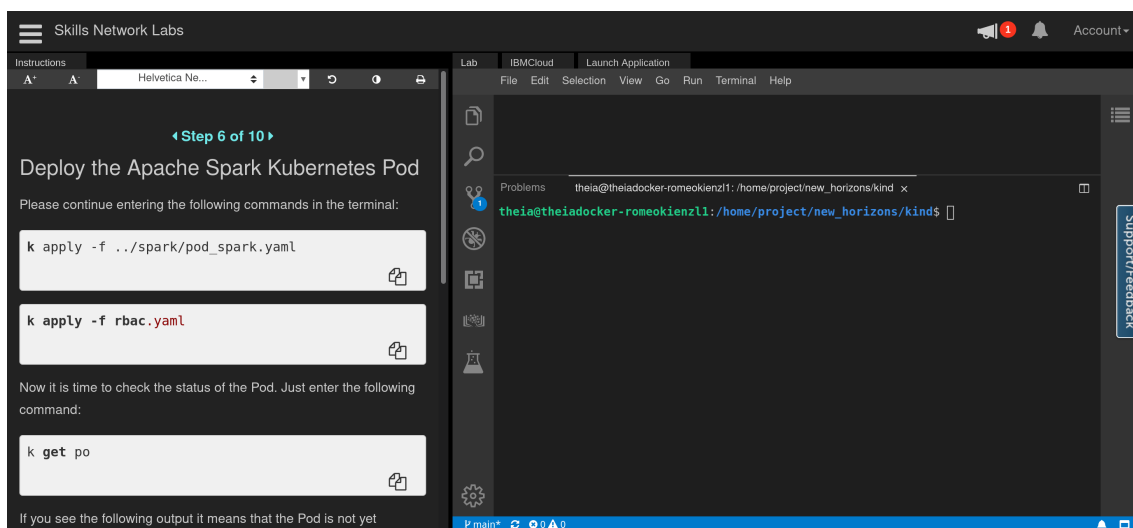 Skills Network Labs
1
Account
Instructions
A+ A- Helvetica Ne...
Step 6 of 10
Deploy the Apache Spark Kubernetes Pod
Please continue entering the following commands in the terminal:
k apply -f ../spark/pod_spark.yaml
k apply -f rbac.yaml
Now it is time to check the status of the Pod. Just enter the following
command:
k get po
If you see the following output it means that the Pod is not yet
Lab IBMCloud Launch Application
File Edit Selection View Go Run Terminal Help
Problems theia@theiadocker-romeokienzl1: /home/project/new_horizons/kind ×
theia@theiadocker-romeokienzl1:/home/project/new_horizons/kind$
1
Support/Feedback
main* 0 0